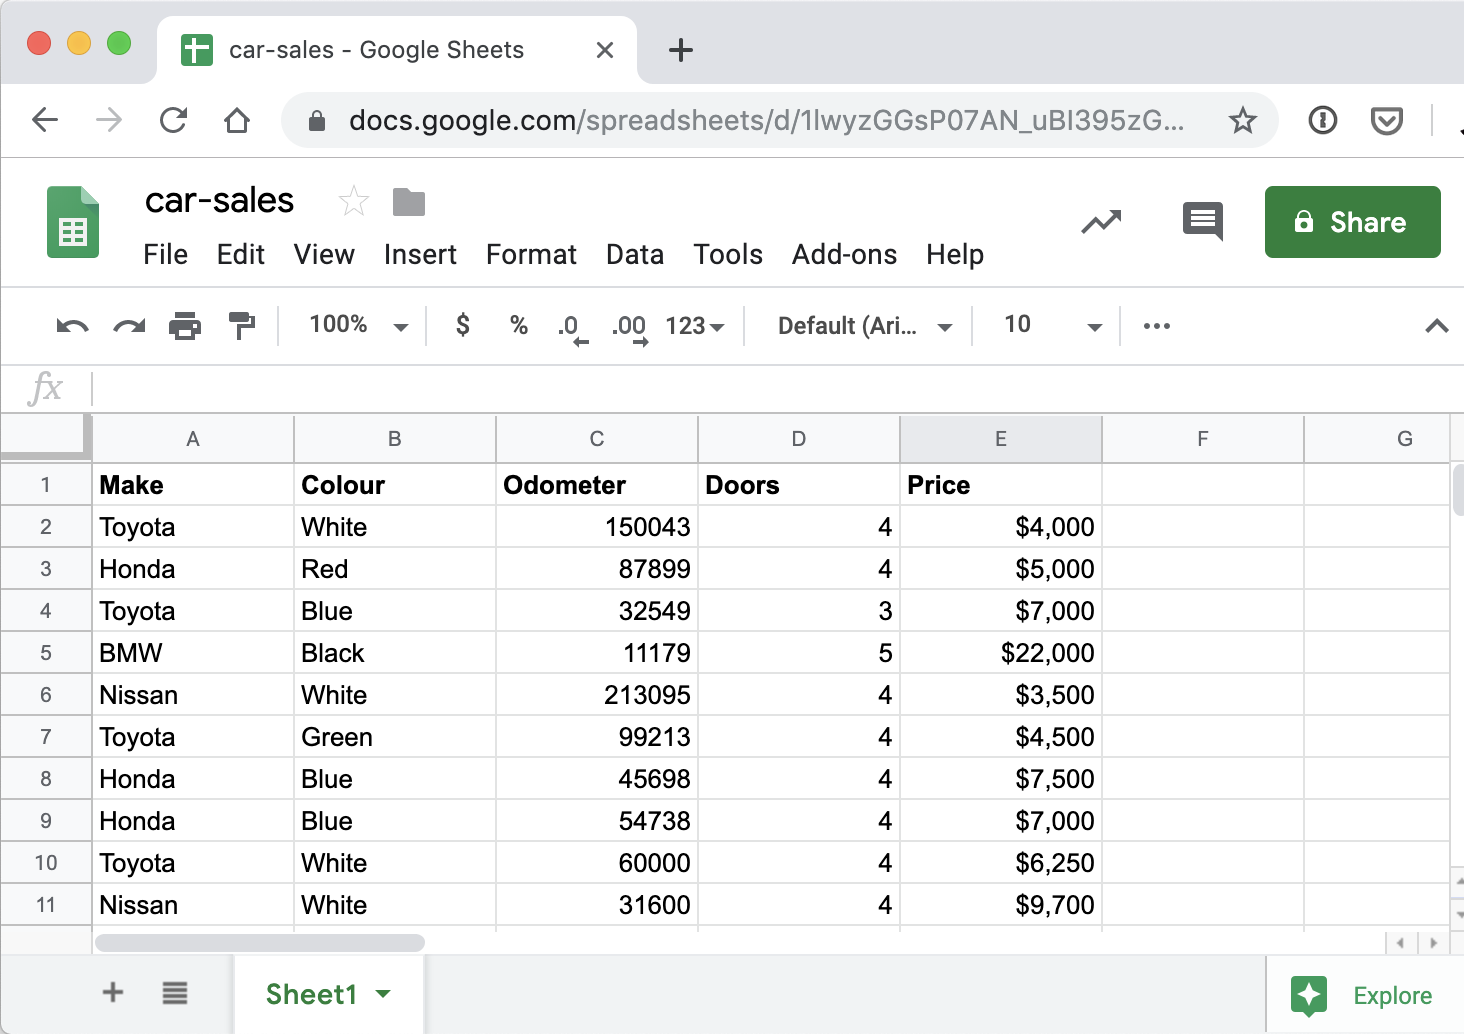 car-sales - Google Sheets
docs.google.com/spreadsheets/d/1lwyzGGsP07AN_uBI395zG...
car-sales
File Edit View Insert Format Data Tools Add-ons Help
Share
100% $ % .0 .00 123 Default (Ari... 10
fx
A B C D E F G
1 Make Colour Odometer Doors Price
2 Toyota White 150043 4 $4,000
3 Honda Red 87899 4 $5,000
4 Toyota Blue 32549 3 $7,000
5 BMW Black 11179 5 $22,000
6 Nissan White 213095 4 $3,500
7 Toyota Green 99213 4 $4,500
8 Honda Blue 45698 4 $7,500
9 Honda Blue 54738 4 $7,000
10 Toyota White 60000 4 $6,250
11 Nissan White 31600 4 $9,700
Sheet1
Explore